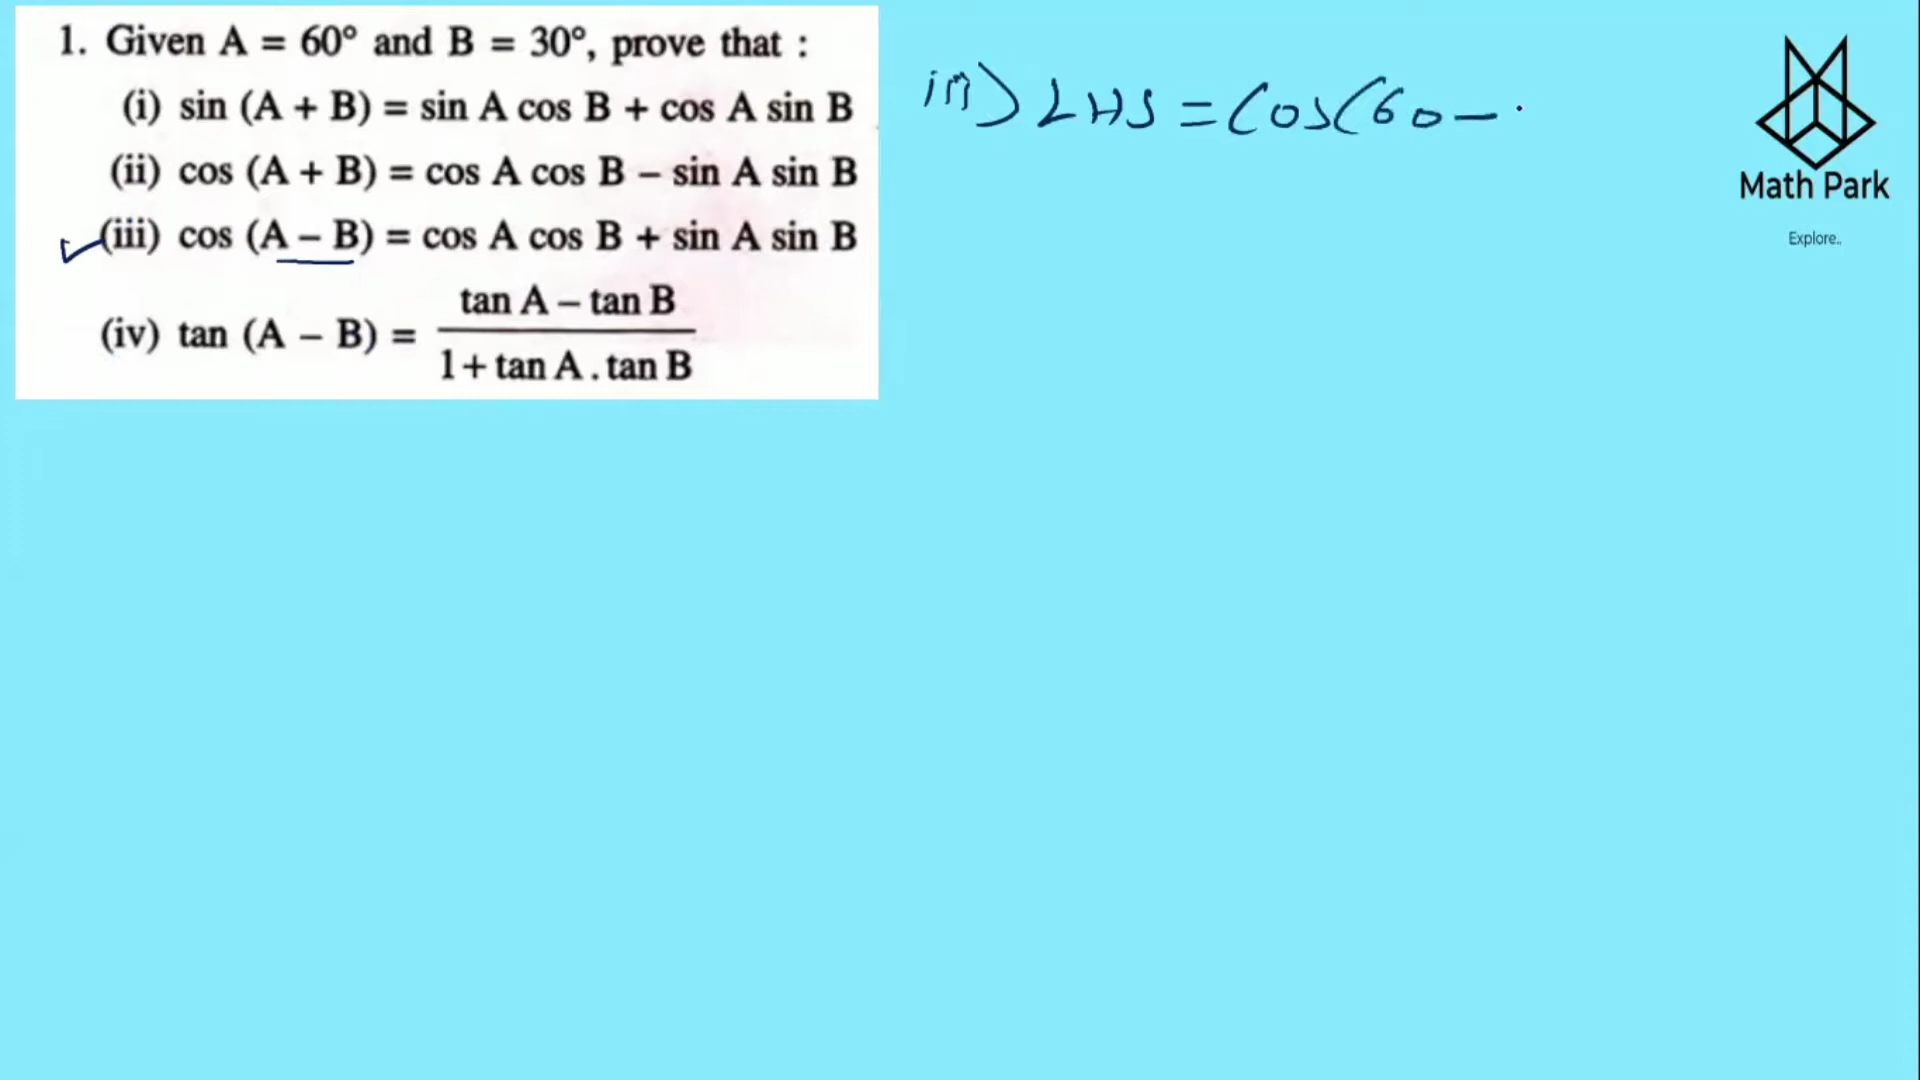 1. Given A = 60° and B = 30°, prove that :
(i) sin (A + B) = sin A cos B + cos A sin B
(ii) cos (A + B) = cos A cos B – sin A sin B
(iii) cos (A – B) = cos A cos B + sin A sin B
(iv) tan (A – B) = tan A – tan B / 1 + tan A . tan B
iii) LHS = Cos(60 –
Math Park
Explore..